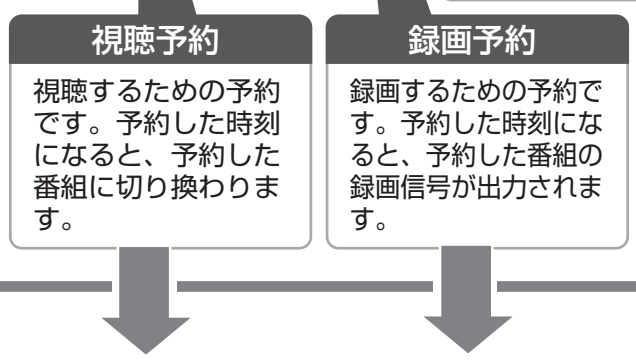 視聴予約
視聴するための予約
です。予約した時刻
になると、予約した
番組に切り換わりま
す。
録画予約
録画するための予約で
す。予約した時刻にな
ると、予約した番組の
録画信号が出力されま
す。